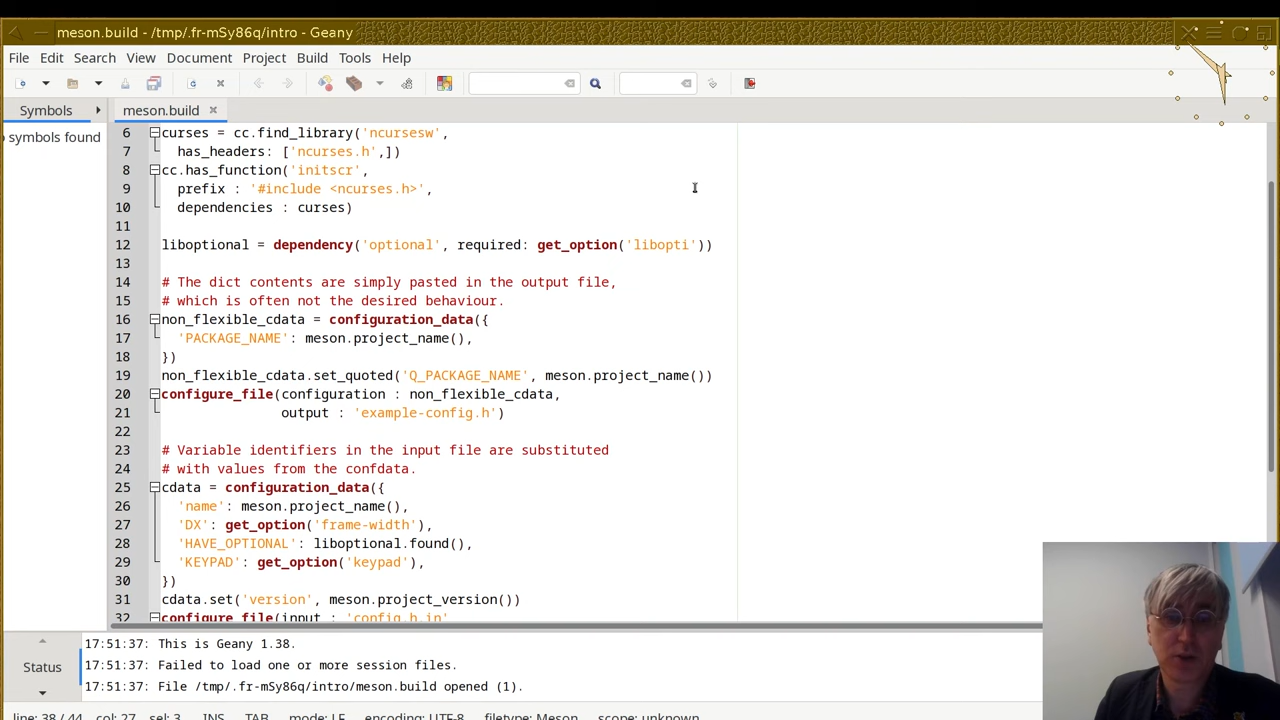 meson.build - /tmp/.fr-mSy86q/intro - Geany
File Edit Search View Document Project Build Tools Help
Symbols meson.build
symbols found
6 curses = cc.find_library('ncursesw',
7 has_headers: ['ncurses.h',])
8 cc.has_function('initscr',
9 prefix : '#include <ncurses.h>',
10 dependencies : curses)
11
12 liboptional = dependency('optional', required: get_option('libopti'))
13
14 # The dict contents are simply pasted in the output file,
15 # which is often not the desired behaviour.
16 non_flexible_cdata = configuration_data({
17 'PACKAGE_NAME': meson.project_name(),
18 })
19 non_flexible_cdata.set_quoted('Q_PACKAGE_NAME', meson.project_name())
20 configure_file(configuration : non_flexible_cdata,
21 output : 'example-config.h')
22
23 # Variable identifiers in the input file are substituted
24 # with values from the confdata.
25 cdata = configuration_data({
26 'name': meson.project_name(),
27 'DX': get_option('frame-width'),
28 'HAVE_OPTIONAL': liboptional.found(),
29 'KEYPAD': get_option('keypad'),
30 })
31 cdata.set('version', meson.project_version())
32 configure_file(input : 'config.h.in'
17:51:37: This is Geany 1.38.
Status 17:51:37: Failed to load one or more session files.
17:51:37: File /tmp/.fr-mSy86q/intro/meson.build opened (1).
line: 38 / 44 col: 27 sel: 3 INS TAB mode: LF encoding: UTF-8 filetype: Meson scope: unknown